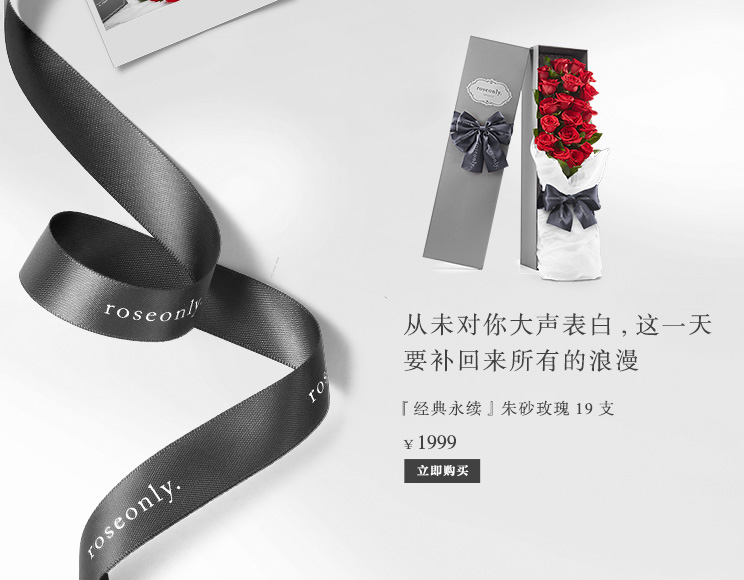 roseonly.
roseonly.
从未对你大声表白，这一天
要补回来所有的浪漫
『经典永续』朱砂玫瑰 19 支
¥ 1999
立即购买
roseonly.